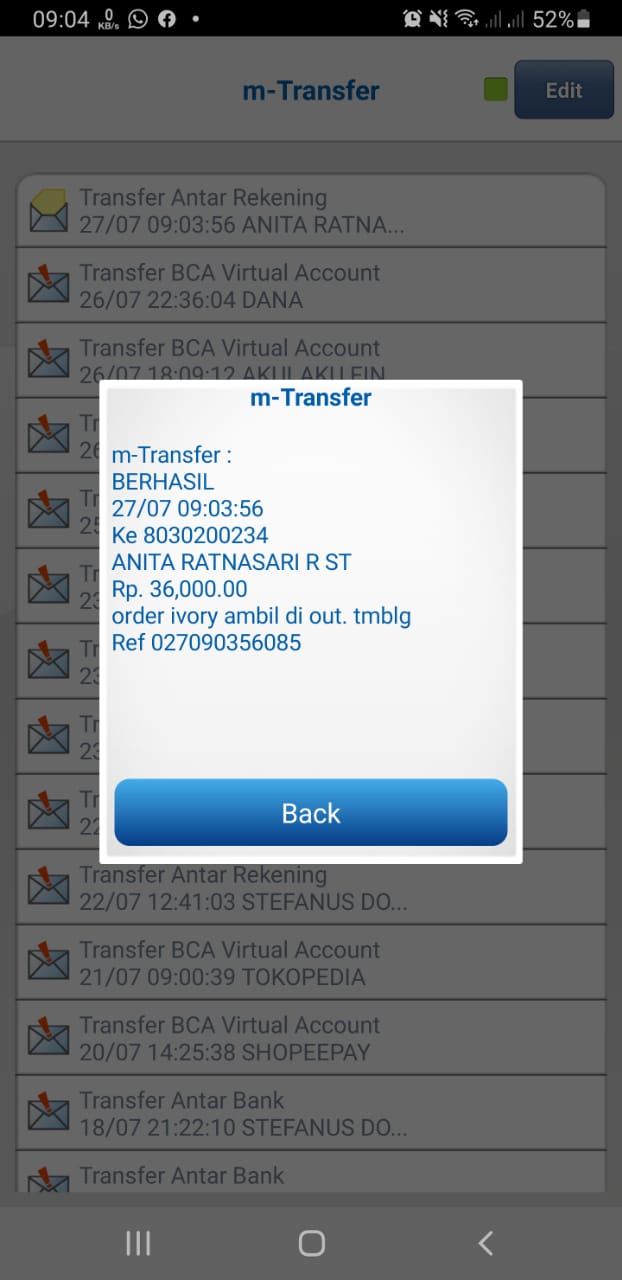 09:04 0 KB/s 52%
m-Transfer
Edit
Transfer Antar Rekening
27/07 09:03:56 ANITA RATNA...
Transfer BCA Virtual Account
26/07 22:36:04 DANA
Transfer BCA Virtual Account
26/07 18:09:12 AKULAKU FIN
Tr
26
Tr
25
Tr
23
Tr
23
Tr
23
Tr
22
m-Transfer
m-Transfer :
BERHASIL
27/07 09:03:56
Ke 8030200234
ANITA RATNASARI R ST
Rp. 36,000.00
order ivory ambil di out. tmblg
Ref 027090356085
Back
Transfer Antar Rekening
22/07 12:41:03 STEFANUS DO...
Transfer BCA Virtual Account
21/07 09:00:39 TOKOPEDIA
Transfer BCA Virtual Account
20/07 14:25:38 SHOPEEPAY
Transfer Antar Bank
18/07 21:22:10 STEFANUS DO...
Transfer Antar Bank